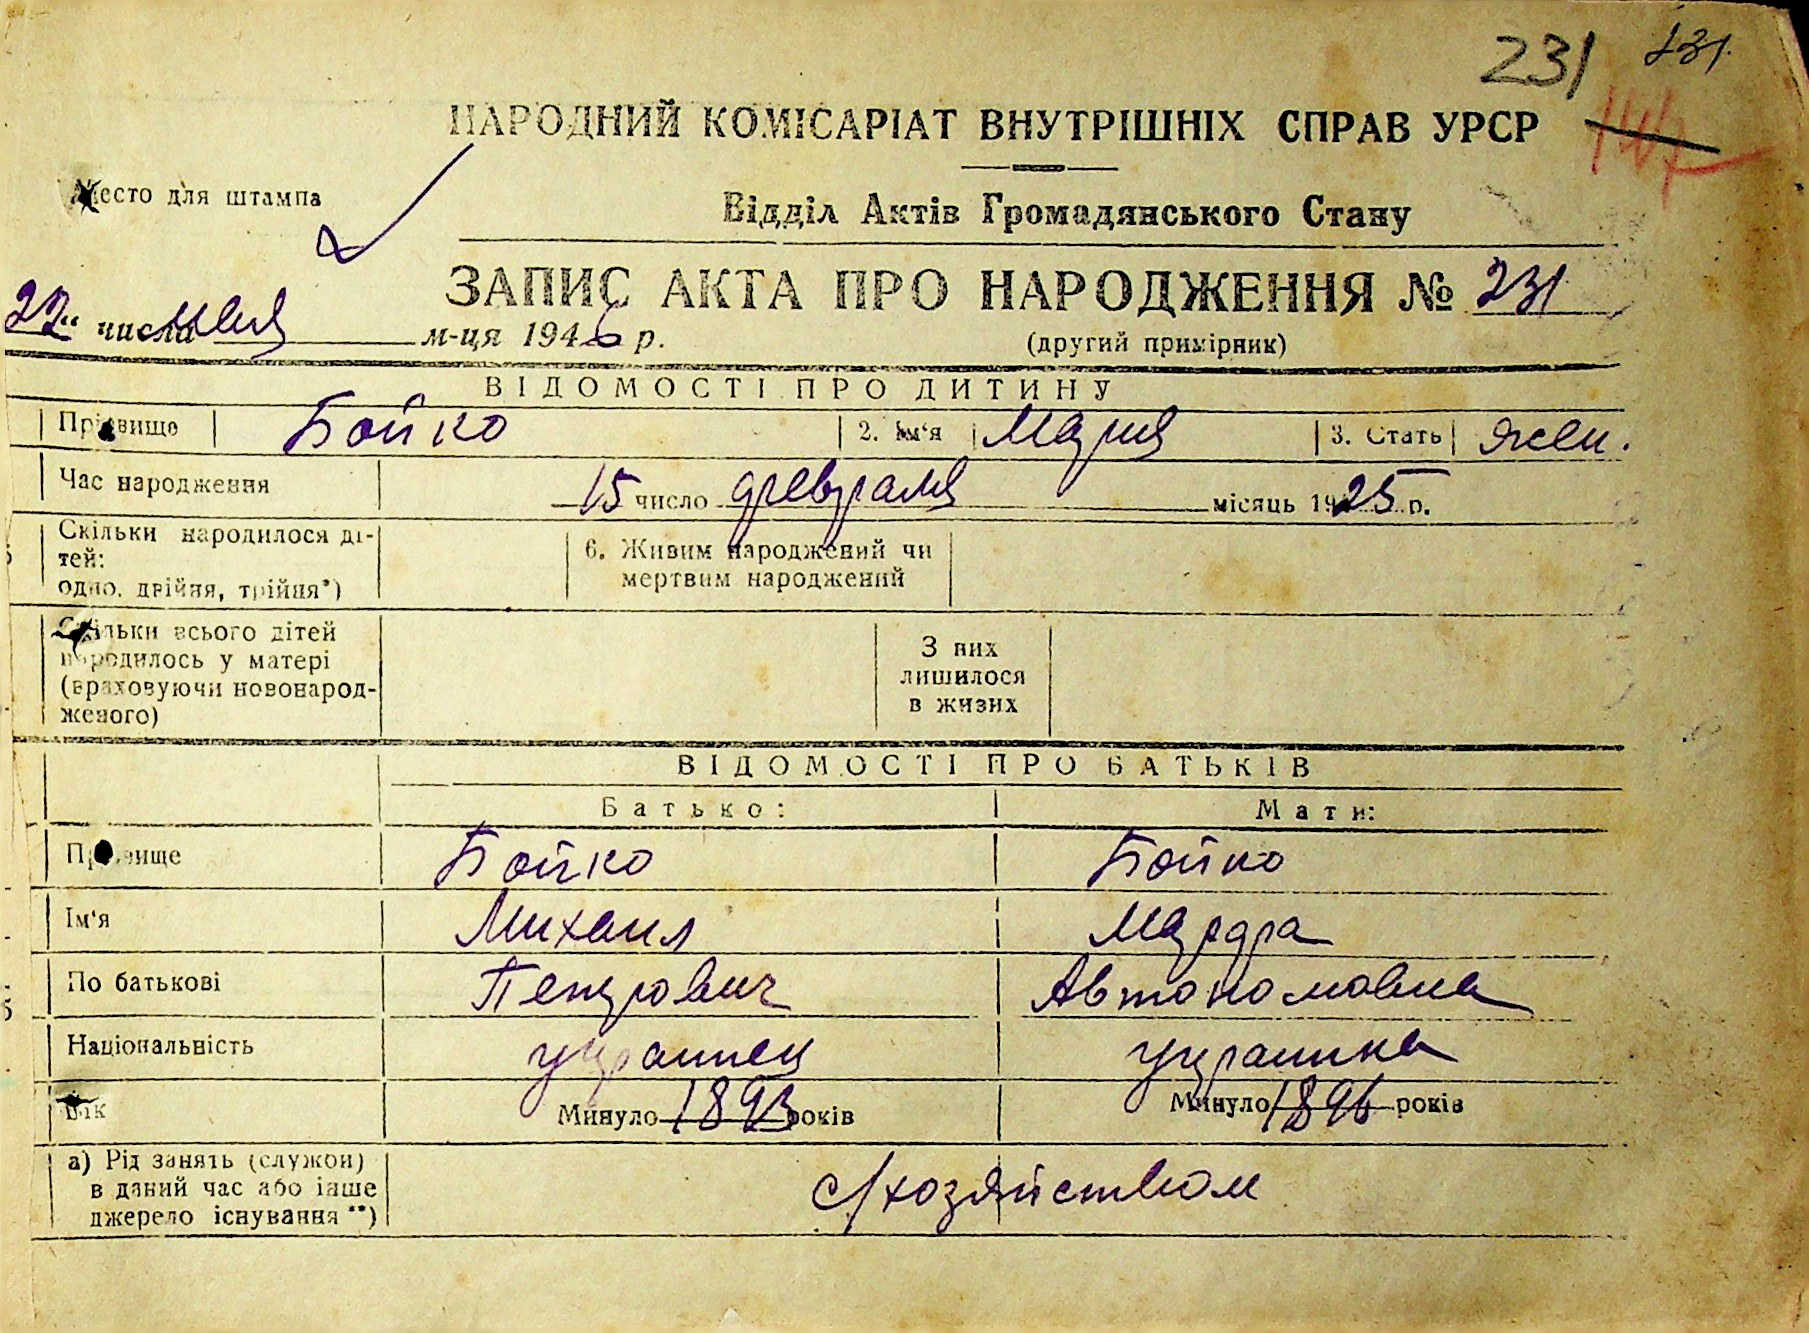 231 231.
НАРОДНИЙ КОМІСАРІАТ ВНУТРІШНІХ СПРАВ УРСР
Место для штампа
Відділ Актів Громадянського Стану
ЗАПИС АКТА ПРО НАРОДЖЕННЯ № 231
числа мая м-ця 1946 р.
(другий примірник)
ВІДОМОСТІ ПРО ДИТИНУ
Прізвище Бойко 2. Ім'я Мария 3. Стать жен.
Час народження 15 число февраля місяць 1925 р.
Скільки народилося ді-
тей:
одно, двійня, трійня*)
6. Живим народжений чи
мертвим народжений
Скільки всього дітей
народилось у матері
(враховуючи новонарод-
женого)
З них
лишилося
в живих
ВІДОМОСТІ ПРО БАТЬКІВ
Батько: Мати:
Прізвище Бойко Бойко
Ім'я Михаил Марфа
По батькові Петрович Автономовна
Національність украинец украинка
Вік Минуло 1893 років Минуло 1896 років
а) Рід занять (служби)
в даний час або інше
джерело існування **)
с/хозяйством